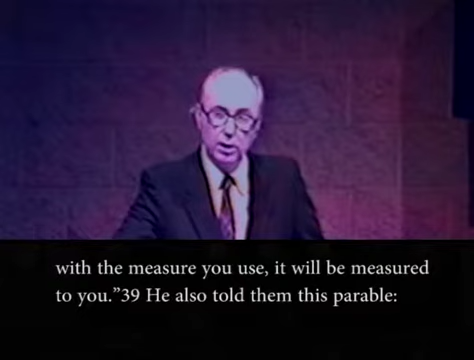 with the measure you use, it will be measured
to you.”39 He also told them this parable: